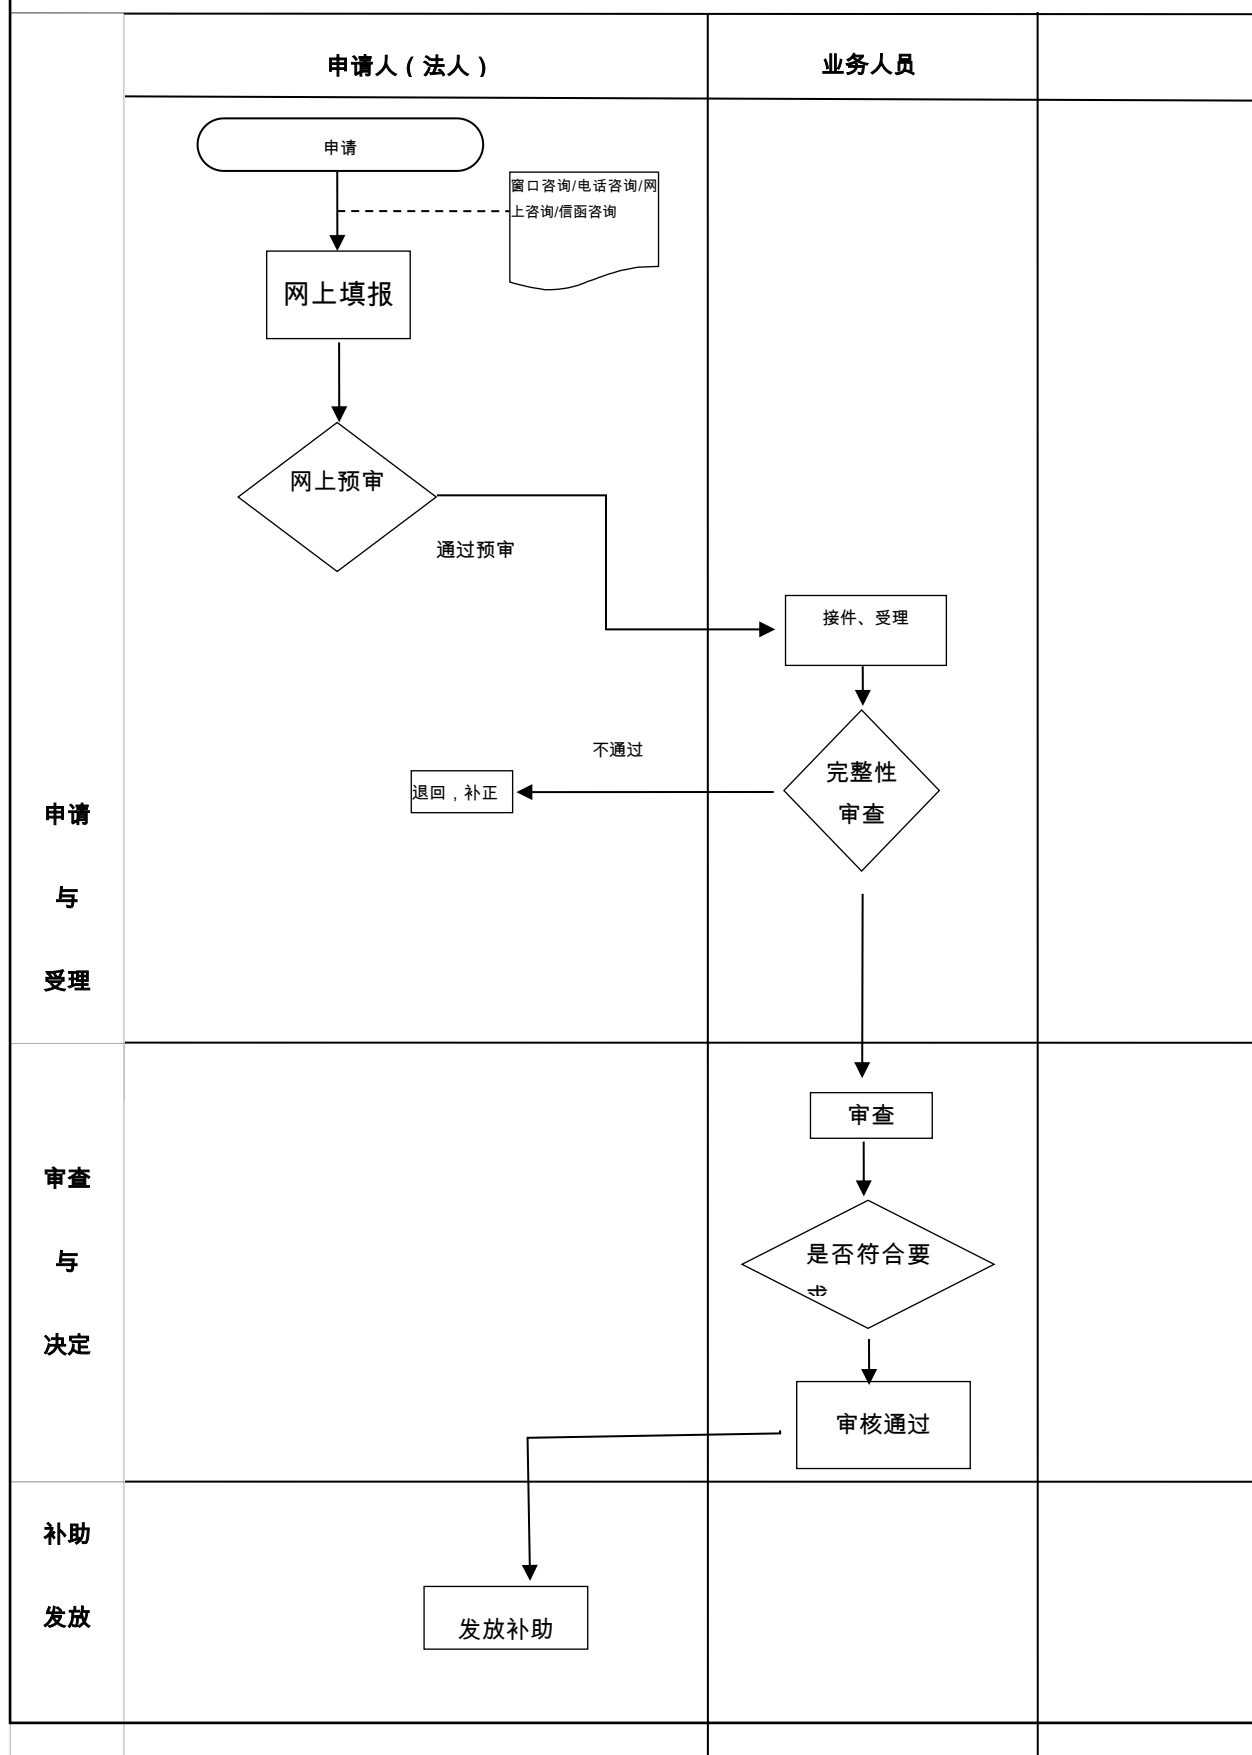 申请人（法人）
业务人员
申请
窗口咨询/电话咨询/网
上咨询/信函咨询
网上填报
网上预审
通过预审
接件、受理
不通过
完整性
审查
退回，补正
申请
与
受理
审查
审查
与
决定
是否符合要
求
审核通过
补助
发放
发放补助